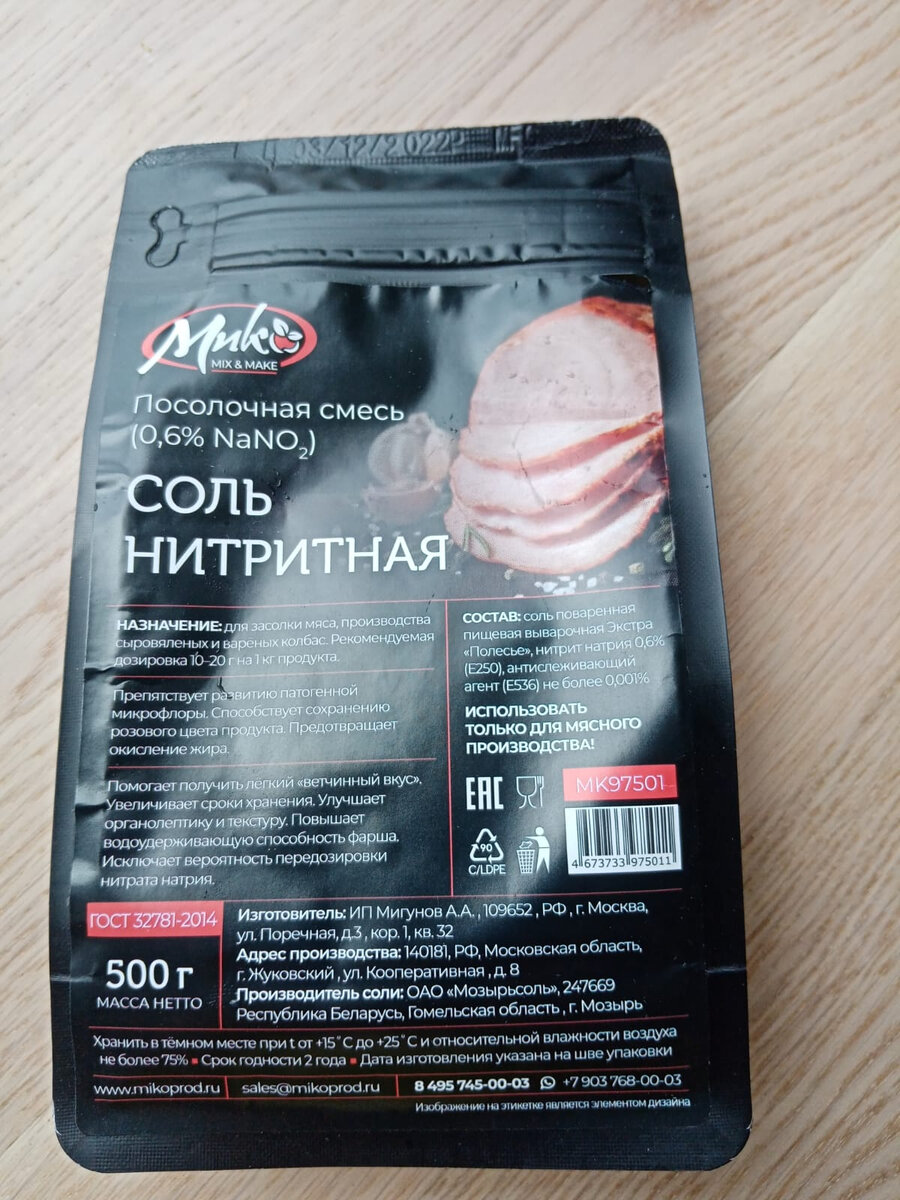 03/12/2022
Мико
MIX & MAKE
Посолочная смесь
(0,6% NaNO₂)
СОЛЬ
НИТРИТНАЯ
НАЗНАЧЕНИЕ: для засолки мяса, производства
сыровяленых и вареных колбас. Рекомендуемая
дозировка 10-20 г на 1 кг продукта.
Препятствует развитию патогенной
микрофлоры. Способствует сохранению
розового цвета продукта. Предотвращает
окисление жира.
Помогает получить лёгкий «ветчинный вкус».
Увеличивает сроки хранения. Улучшает
органолептику и текстуру. Повышает
водоудерживающую способность фарша.
Исключает вероятность передозировки
нитрата натрия.
СОСТАВ: соль поваренная
пищевая выварочная Экстра
«Полесье», нитрит натрия 0,6%
(Е250), антислеживающий
агент (Е536) не более 0,001%
ИСПОЛЬЗОВАТЬ
ТОЛЬКО ДЛЯ МЯСНОГО
ПРОИЗВОДСТВА!
ЕАС
MK97501
90
C/LDPE
4 673733 975011
ГОСТ 32781-2014
500 г
МАССА НЕТТО
Изготовитель: ИП Мигунов А.А. , 109652 , РФ , г. Москва,
ул. Поречная, д.3 , кор. 1, кв. 32
Адрес производства: 140181, РФ, Московская область,
г. Жуковский , ул. Кооперативная , д. 8
Производитель соли: ОАО «Мозырьсоль» , 247669
Республика Беларусь, Гомельская область , г. Мозырь
Хранить в тёмном месте при t от +15˚С до +25˚С и относительной влажности воздуха
не более 75% ▪ Срок годности 2 года ▪ Дата изготовления указана на шве упаковки
www.mikoprod.ru
sales@mikoprod.ru
8 495 745-00-03 +7 903 768-00-03
Изображение на этикетке является элементом дизайна